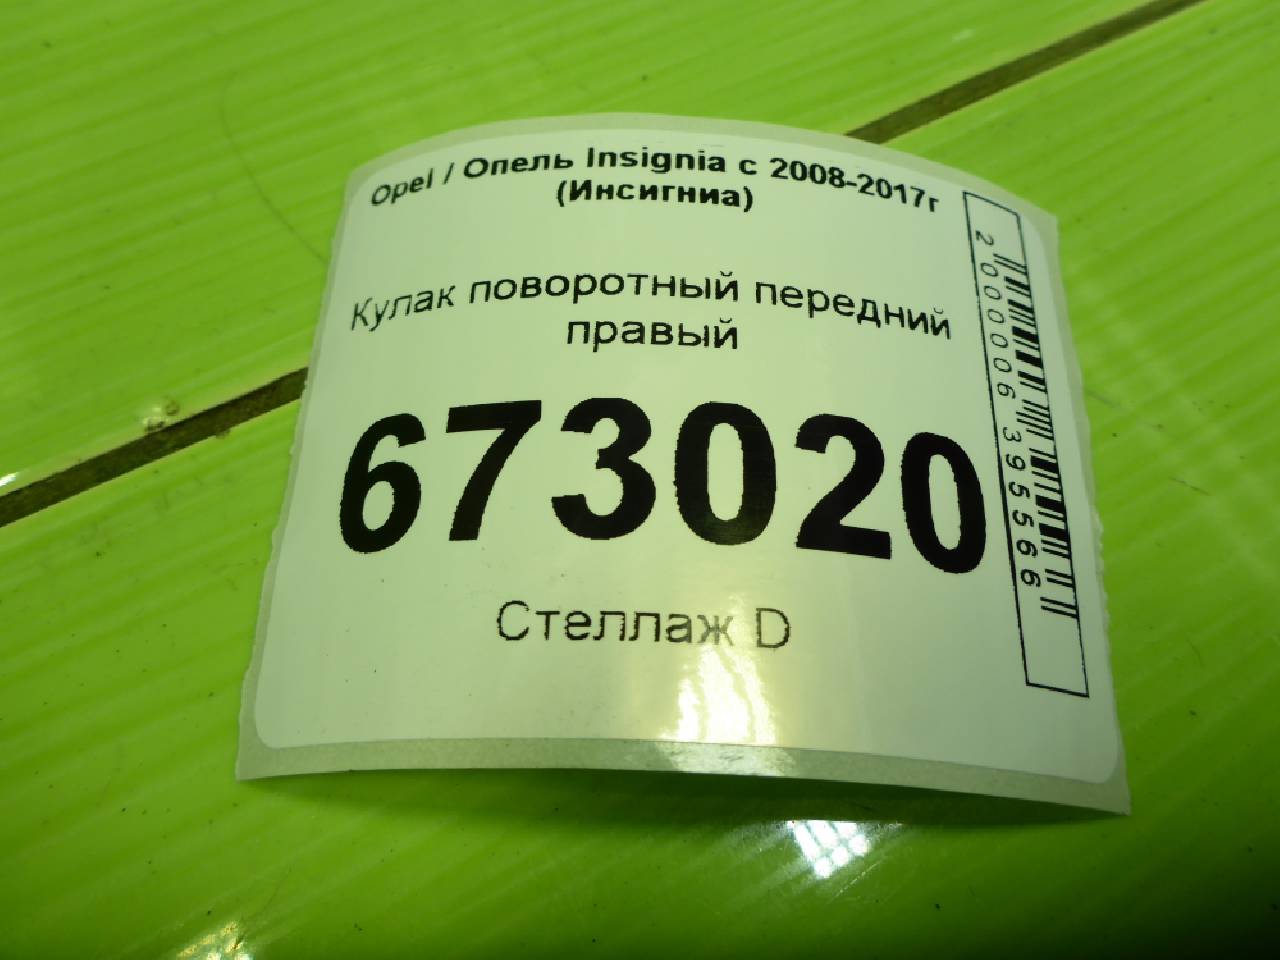 Opel / Опель Insignia с 2008-2017г
(Инсигниа)
Кулак поворотный передний
правый
673020
Стеллаж D
2000006395566